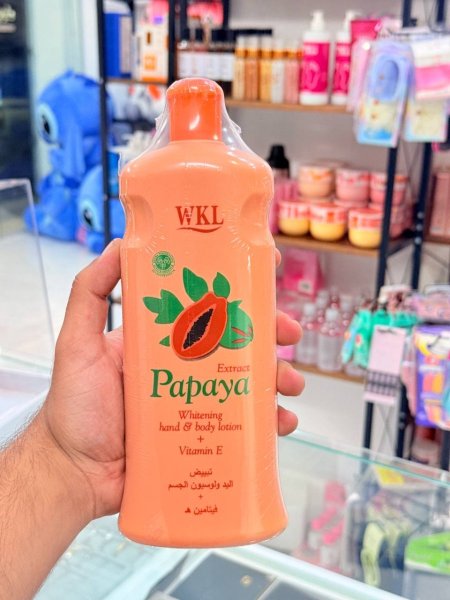 WKL
Extract
Papaya
Whitening
hand & body lotion
+
Vitamin E
تبييض
اليد ولوسيون الجسم
+
فيتامين هـ